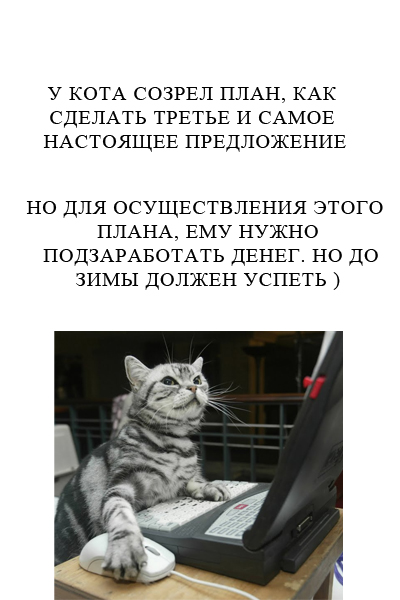 У КОТА СОЗРЕЛ ПЛАН, КАК
СДЕЛАТЬ ТРЕТЬЕ И САМОЕ
НАСТОЯЩЕЕ ПРЕДЛОЖЕНИЕ
НО ДЛЯ ОСУЩЕСТВЛЕНИЯ ЭТОГО
ПЛАНА, ЕМУ НУЖНО
ПОДЗАРАБОТАТЬ ДЕНЕГ. НО ДО
ЗИМЫ ДОЛЖЕН УСПЕТЬ )